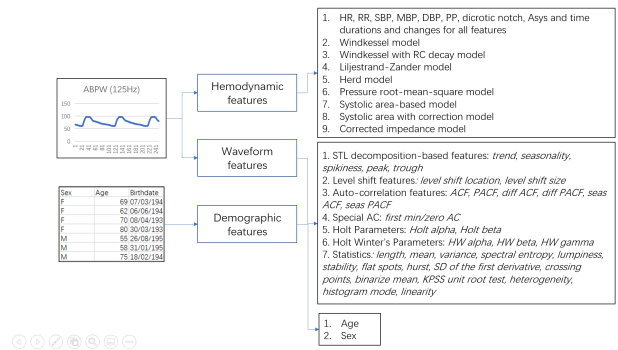 1. HR, RR, SBP, MBP, DBP, PP, dicrotic notch, Asys and time
durations and changes for all features
2. Windkessel model
3. Windkessel with RC decay model
4. Liljestrand-Zander model
5. Herd model
6. Pressure root-mean-square model
7. Systolic area-based model
8. Systolic area with correction model
9. Corrected impedance model
ABPW (125Hz)
150
100
50
0
1
21
41
61
81
101
121
141
161
181
201
221
241
Hemodynamic
features
Waveform
features
Demographic
features
1. STL decomposition-based features: trend, seasonality,
spikiness, peak, trough
2. Level shift features: level shift location, level shift size
3. Auto-correlation features: ACF, PACF, diff ACF, diff PACF, seas
ACF, seas PACF
4. Special AC: first min/zero AC
5. Holt Parameters: Holt alpha, Holt beta
6. Holt Winter's Parameters: HW alpha, HW beta, HW gamma
7. Statistics: length, mean, variance, spectral entropy, lumpiness,
stability, flat spots, hurst, SD of the first derivative, crossing
points, binarize mean, KPSS unit root test, heterogeneity,
histogram mode, linearity
Sex Age Birthdate
F 69 07/03/194
F 62 06/06/194
F 70 08/04/193
F 80 30/03/193
M 55 26/08/195
M 58 31/01/195
M 75 18/02/194
1. Age
2. Sex